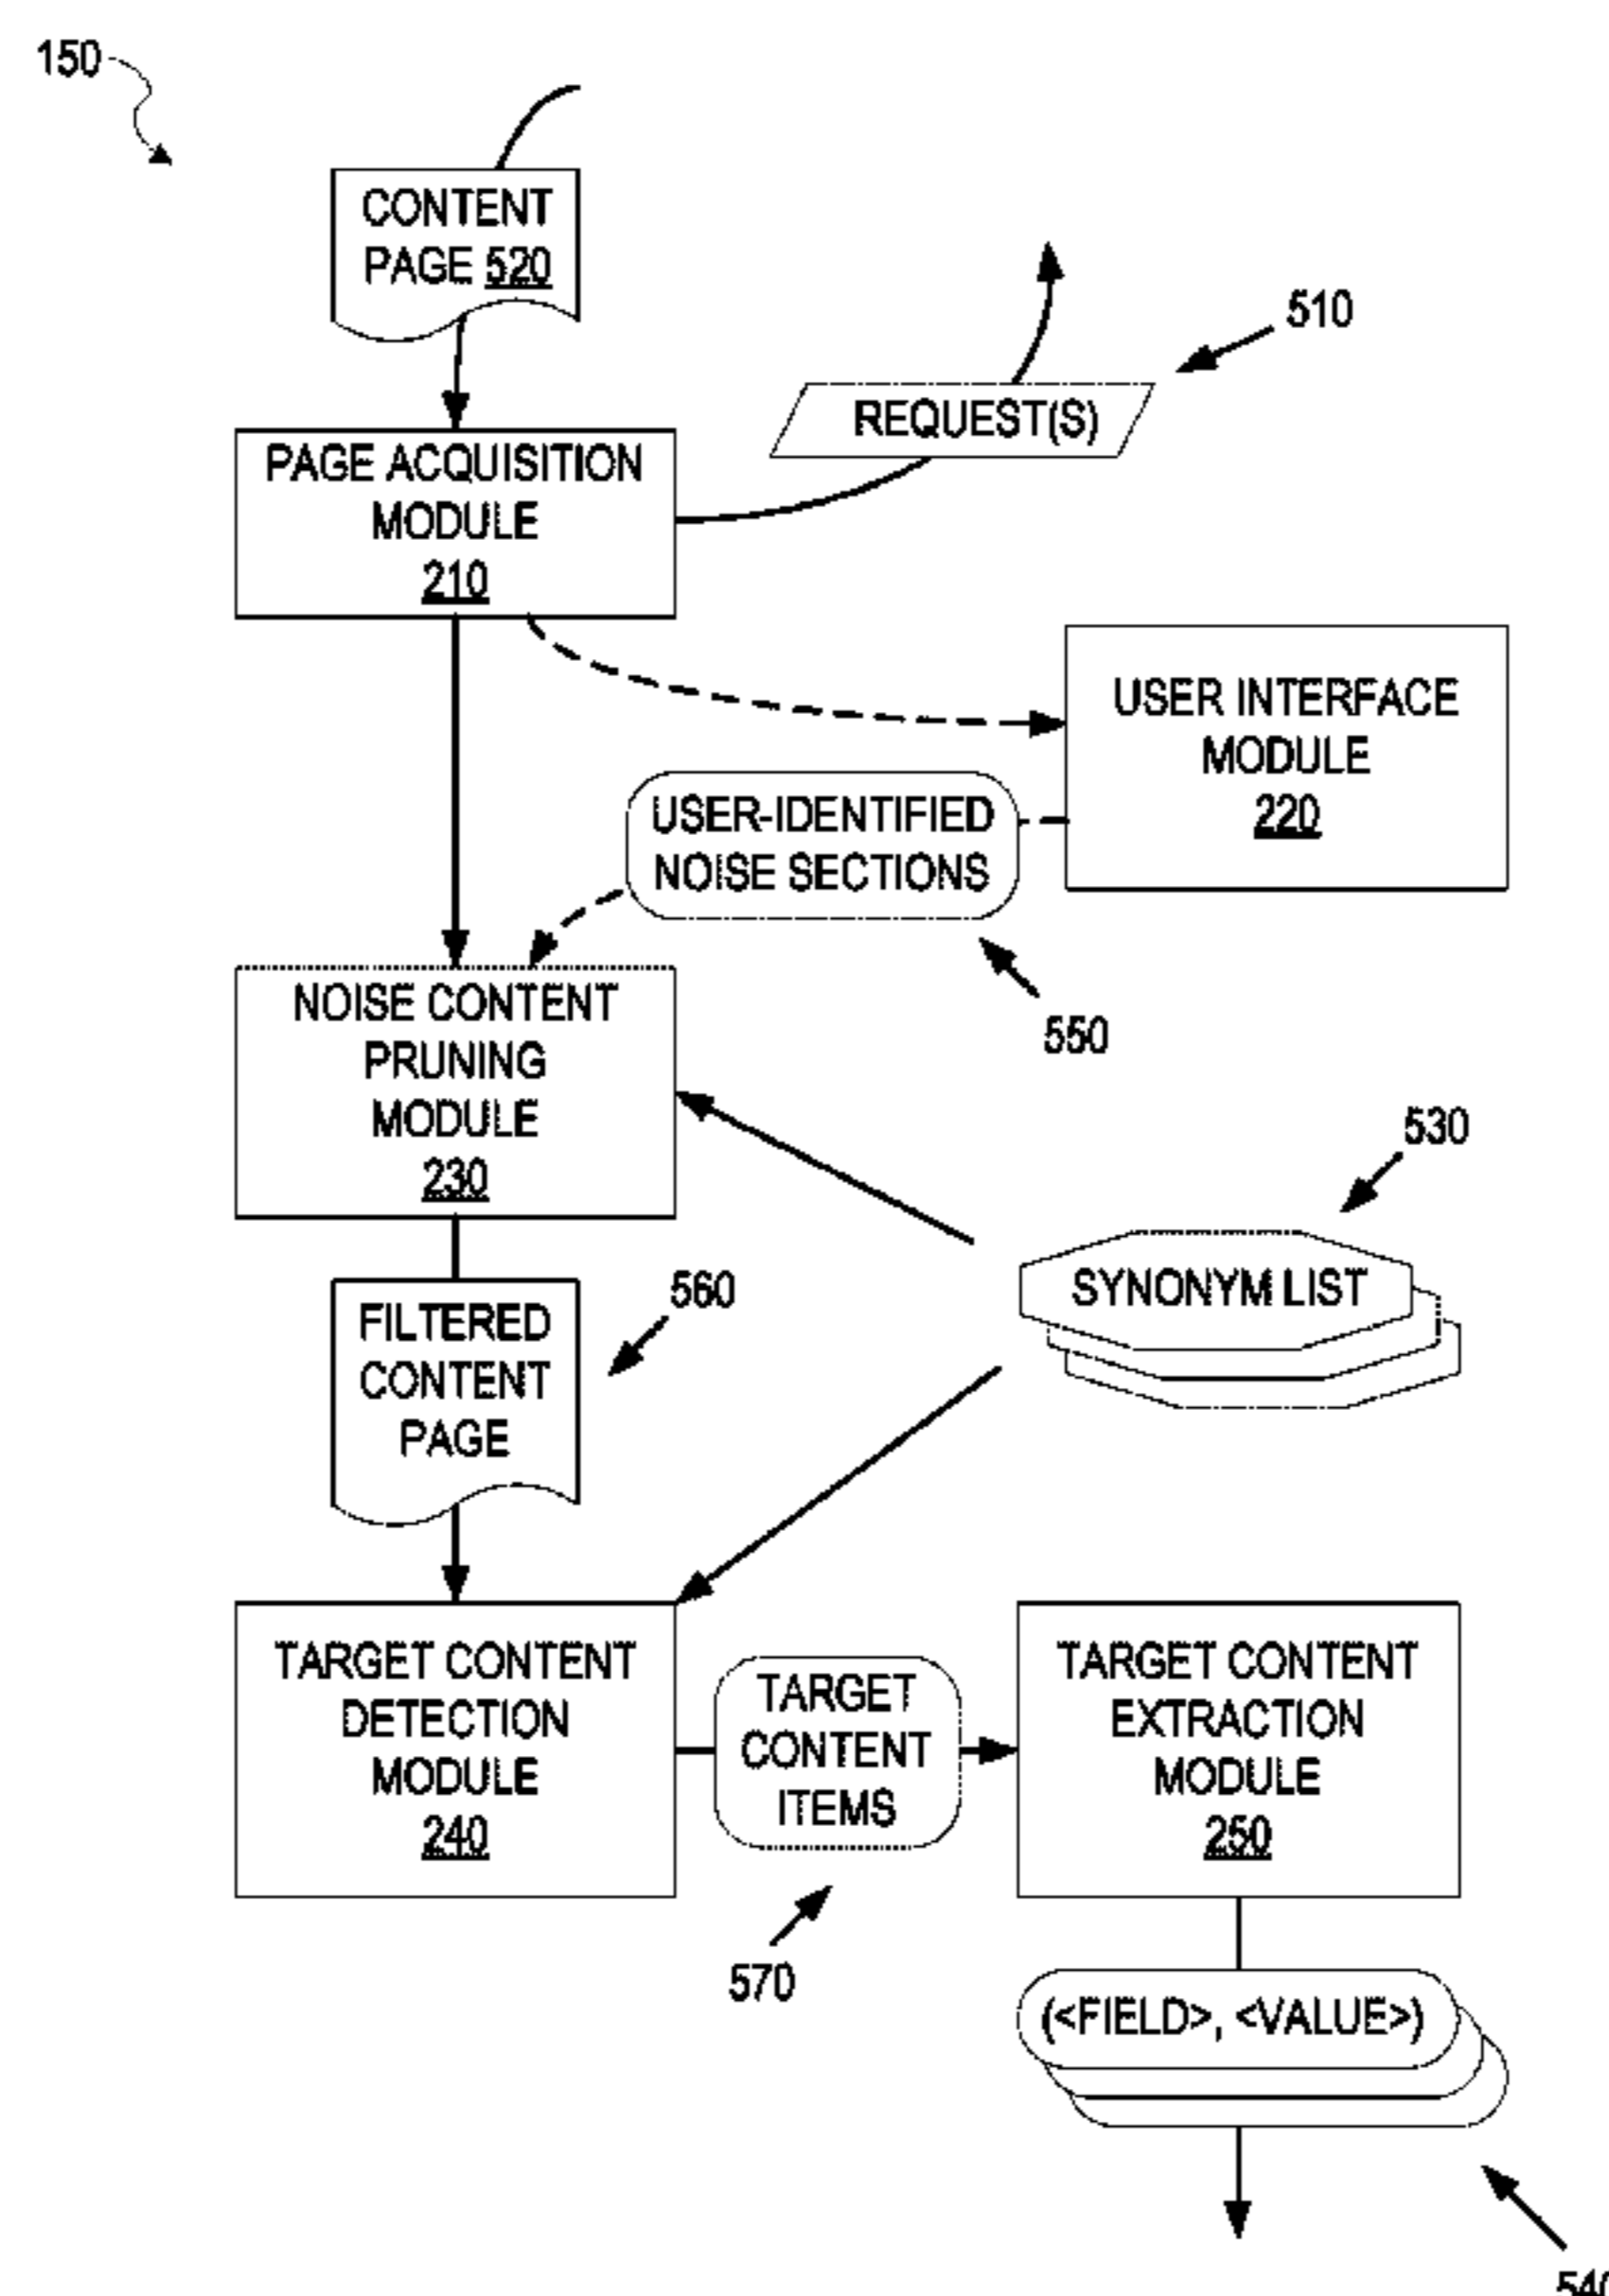 150
CONTENT
PAGE 520
510
REQUEST(S)
PAGE ACQUISITION
MODULE
210
USER INTERFACE
MODULE
220
USER-IDENTIFIED
NOISE SECTIONS
550
NOISE CONTENT
PRUNING
MODULE
230
530
SYNONYM LIST
560
FILTERED
CONTENT
PAGE
TARGET CONTENT
DETECTION
MODULE
240
TARGET
CONTENT
ITEMS
570
TARGET CONTENT
EXTRACTION
MODULE
250
(<FIELD>, <VALUE>)
540